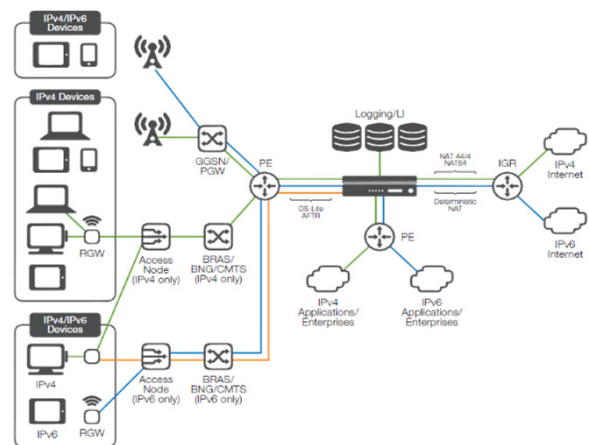 IPv4/IPv6
Devices
IPv4 Devices
RGW
IPv4/IPv6
Devices
IPv4
IPv6
RGW
GGSN/
PGW
Access
Node
(IPv4 only)
BRAS/
BNG/CMTS
(IPv4 only)
Access
Node
(IPv6 only)
BRAS/
BNG/CMTS
(IPv6 only)
PE
DS-Lite
AFTR
Logging/LI
NAT 44/4
NAT64
Deterministic
NAT
IGR
PE
IPv4
Applications/
Enterprises
IPv6
Applications/
Enterprises
IPv4
Internet
IPv6
Internet